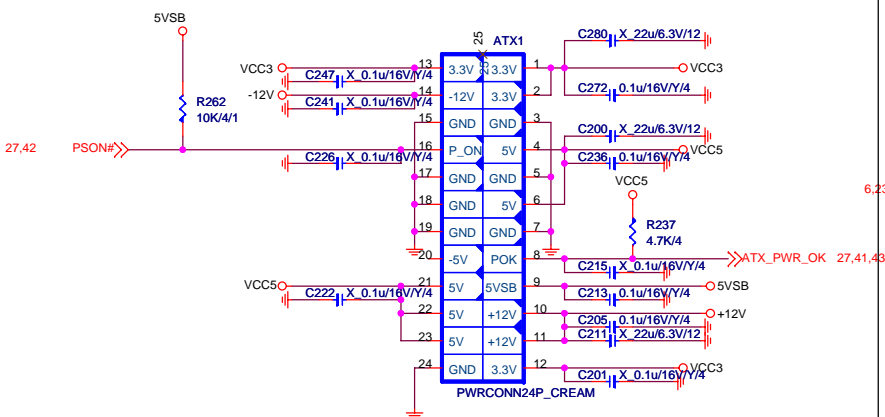 5VSB
25
ATX1
C280 X_22u/6.3V/12
VCC3
13
3.3V
25
3.3V
1
VCC3
C247 X_0.1u/16V/Y/4
-12V
14
-12V
3.3V
2
C272 0.1u/16V/Y/4
R262
10K/4/1
C241 X_0.1u/16V/Y/4
15
GND
GND
3
C200 X_22u/6.3V/12
27,42
PSON#
16
P_ON
5V
4
VCC5
C226 X_0.1u/16V/Y/4
C236 0.1u/16V/Y/4
17
GND
GND
5
VCC5
18
GND
5V
6
R237
4.7K/4
19
GND
GND
7
20
-5V
POK
8
ATX_PWR_OK 27,41,43
C215 X_0.1u/16V/Y/4
VCC5
21
5V
5VSB
9
5VSB
C222 X_0.1u/16V/Y/4
C213 0.1u/16V/Y/4
22
5V
+12V
10
+12V
C205 0.1u/16V/Y/4
23
5V
+12V
11
C211 X_22u/6.3V/12
24
GND
3.3V
12
VCC3
C201 X_0.1u/16V/Y/4
PWRCONN24P_CREAM